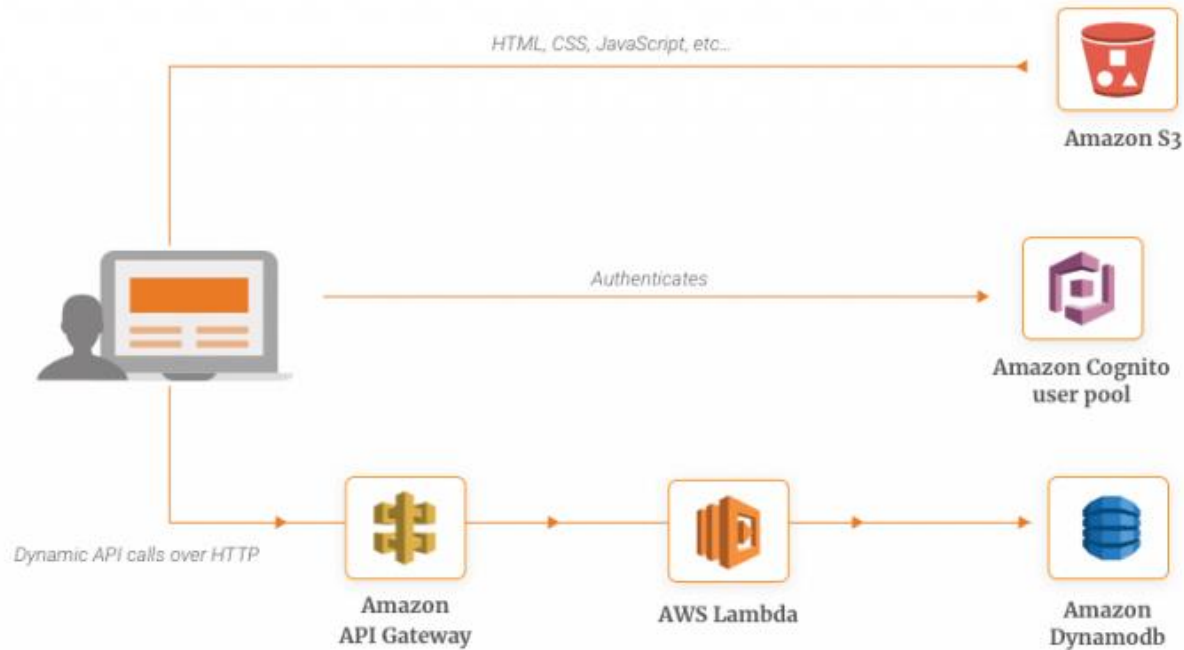 HTML, CSS, JavaScript, etc...
Amazon S3
Authenticates
Amazon Cognito
user pool
Dynamic API calls over HTTP
Amazon
API Gateway
AWS Lambda
Amazon
Dynamodb